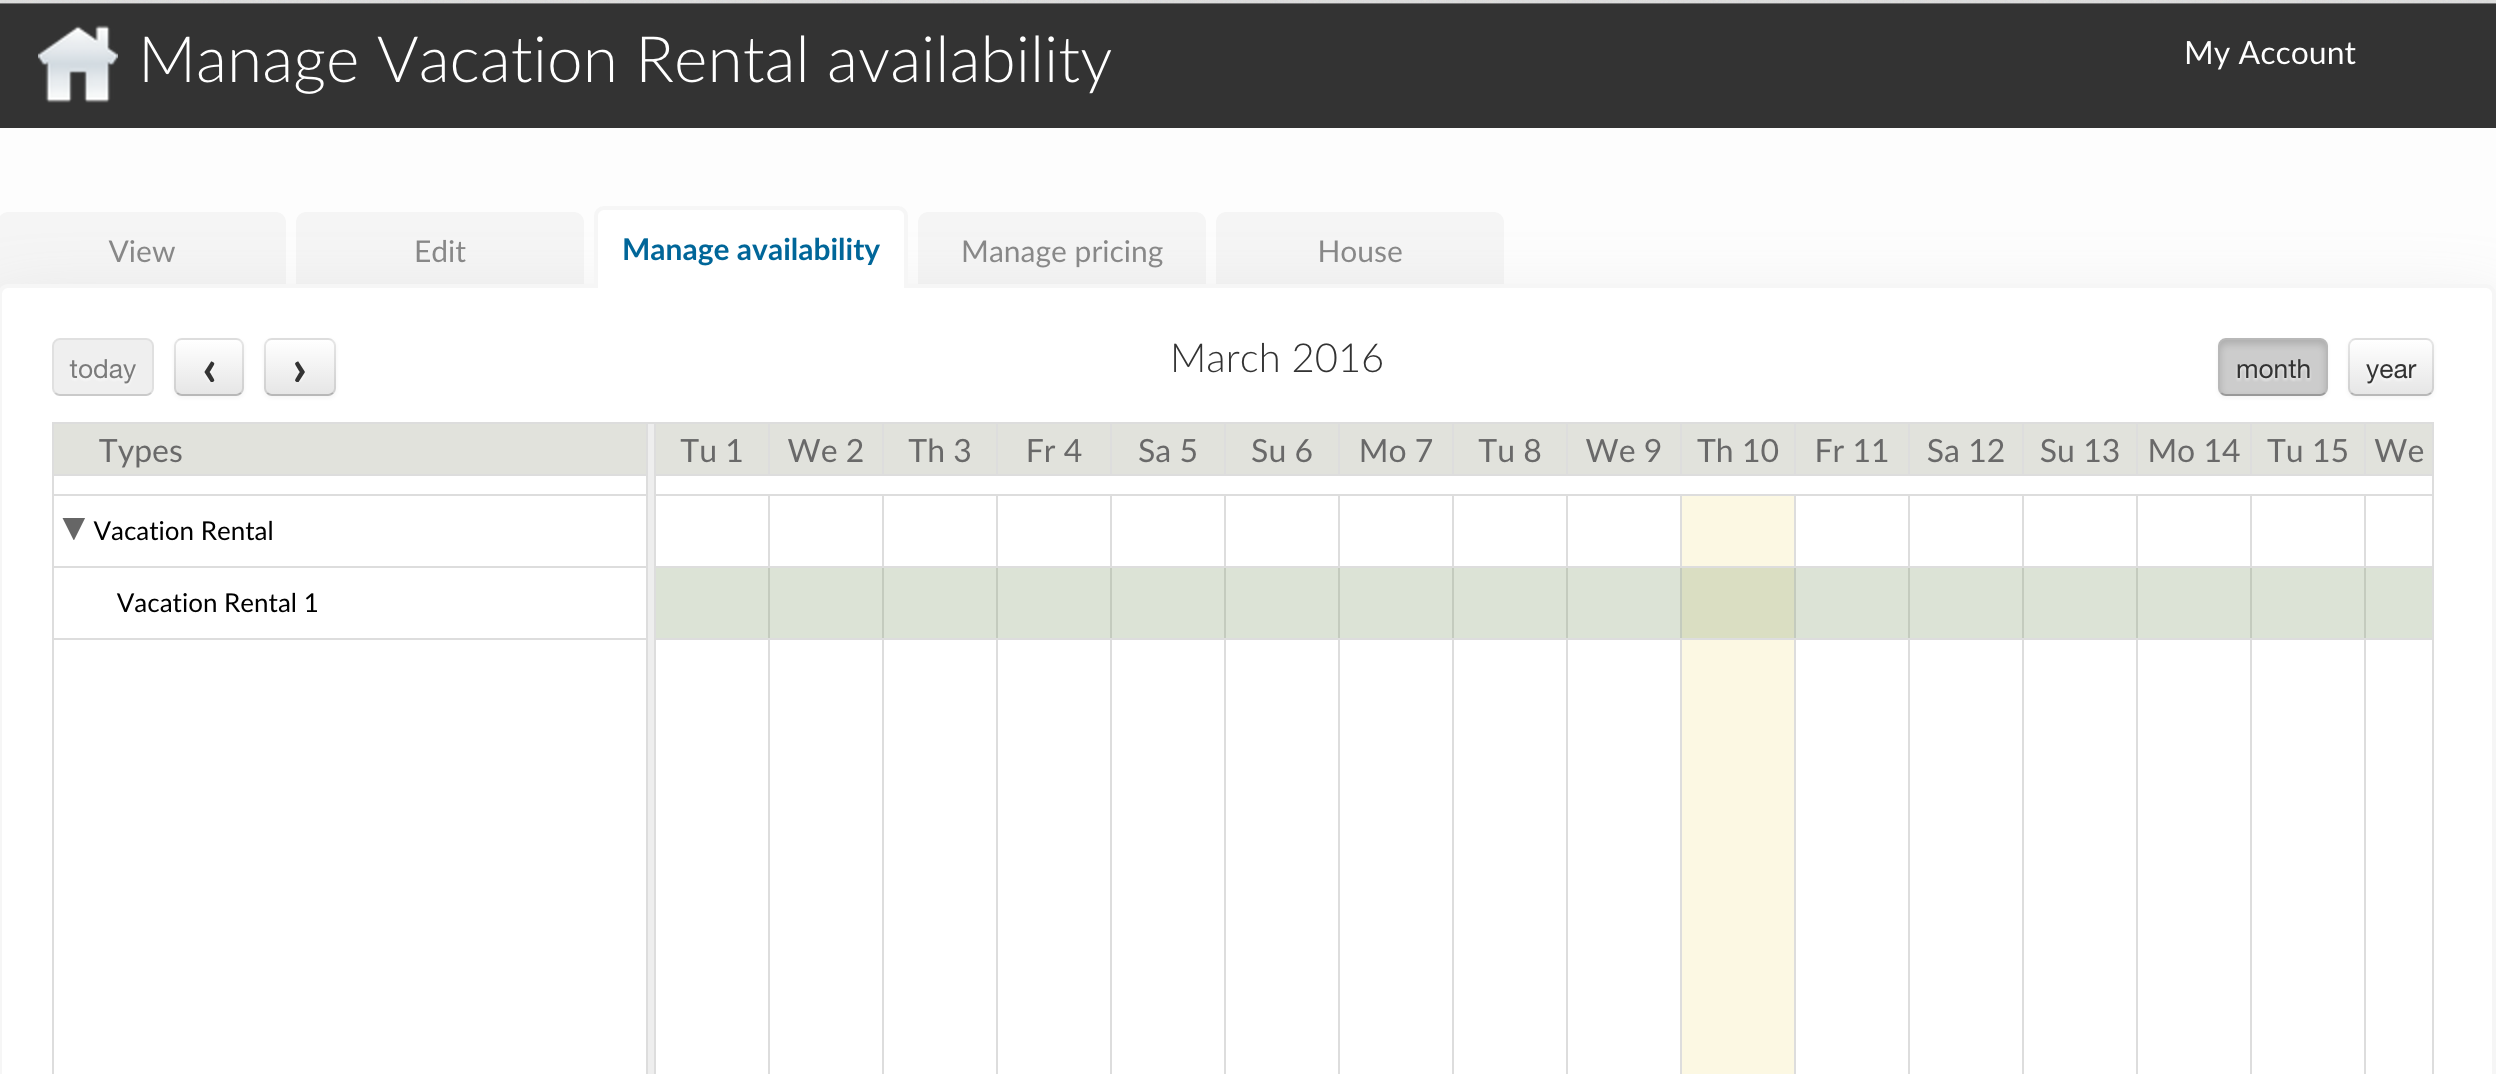 Manage Vacation Rental availability
My Account
View Edit Manage availability Manage pricing House
today ‹ › March 2016 month year
Types Tu 1 We 2 Th 3 Fr 4 Sa 5 Su 6 Mo 7 Tu 8 We 9 Th 10 Fr 11 Sa 12 Su 13 Mo 14 Tu 15 We
▼ Vacation Rental
Vacation Rental 1